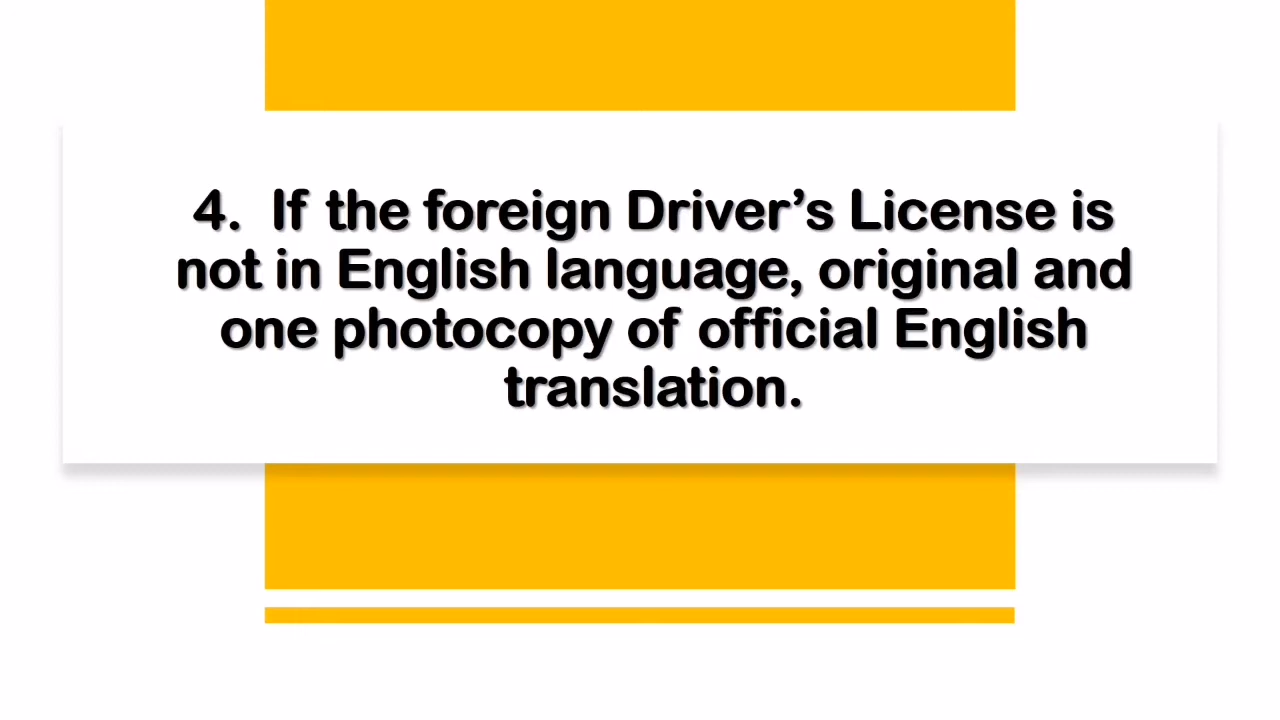 4. If the foreign Driver’s License is
not in English language, original and
one photocopy of official English
translation.